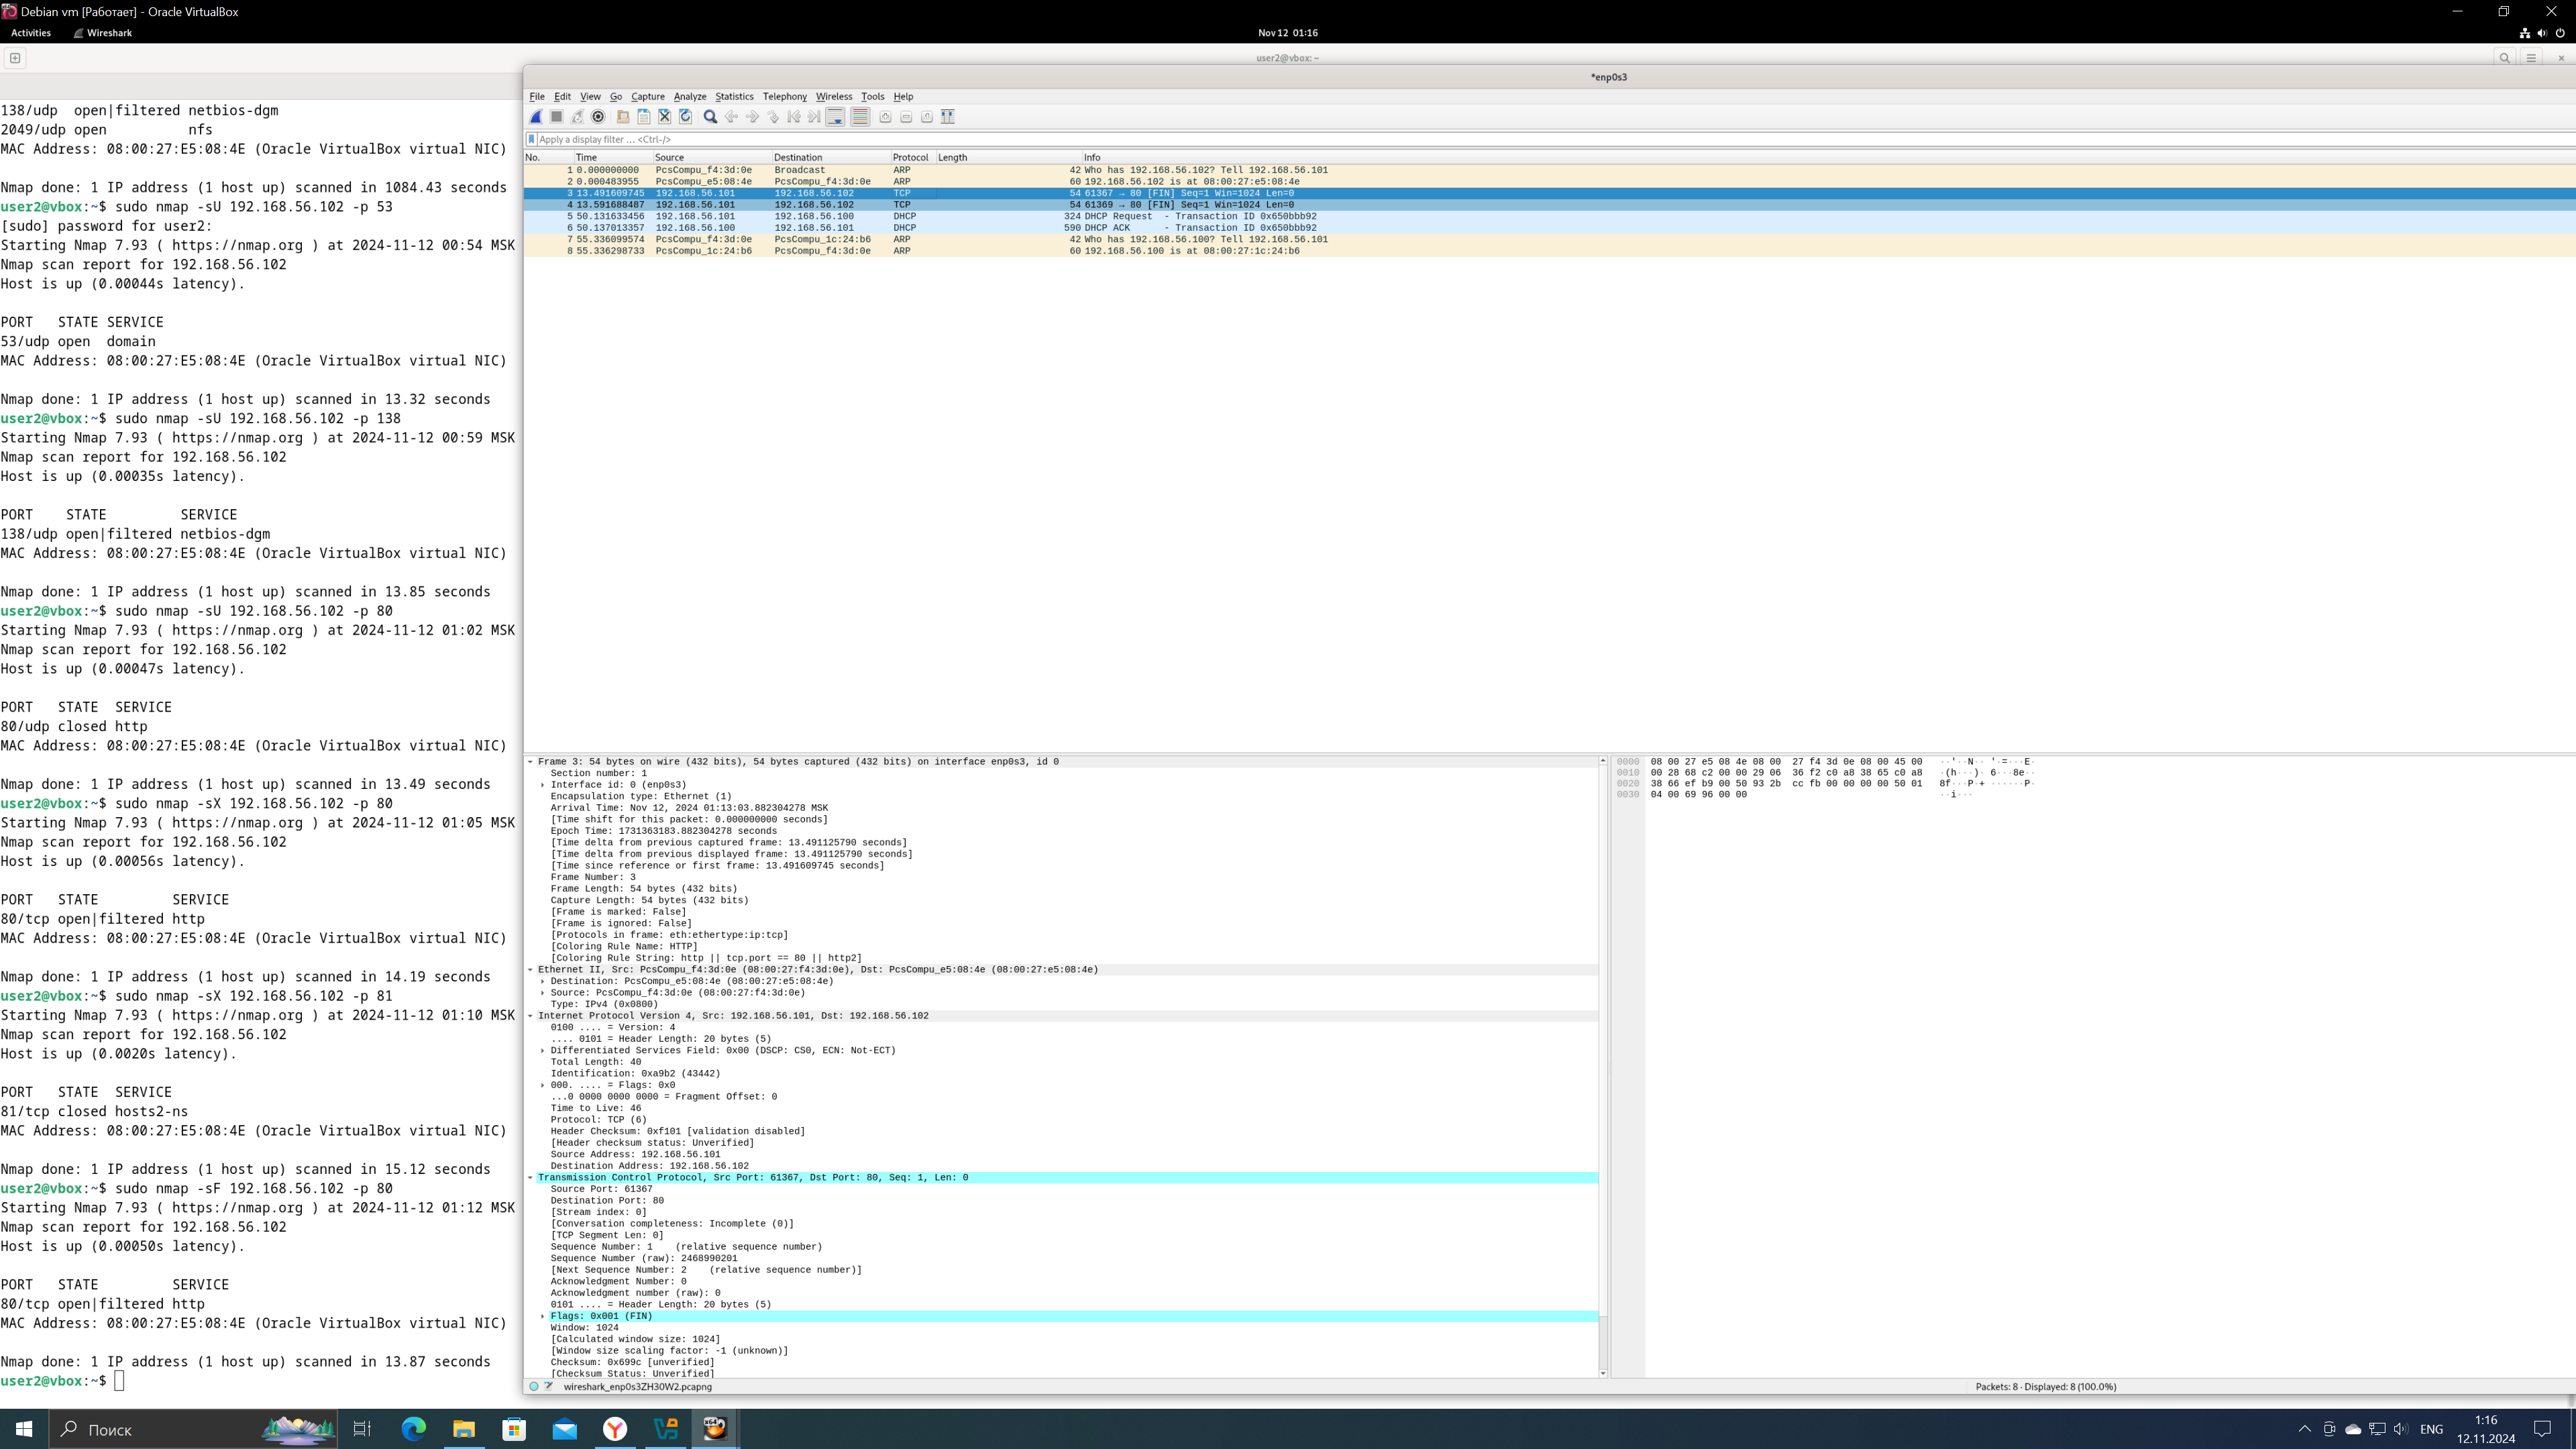 Debian vm [Работает] - Oracle VirtualBox
Activities Wireshark Nov 12 01:16
user2@vbox: ~
138/udp  open|filtered netbios-dgm
2049/udp open          nfs
MAC Address: 08:00:27:E5:08:4E (Oracle VirtualBox virtual NIC)
Nmap done: 1 IP address (1 host up) scanned in 1084.43 seconds
user2@vbox:~$ sudo nmap -sU 192.168.56.102 -p 53
[sudo] password for user2:
Starting Nmap 7.93 ( https://nmap.org ) at 2024-11-12 00:54 MSK
Nmap scan report for 192.168.56.102
Host is up (0.00044s latency).
PORT   STATE SERVICE
53/udp open  domain
MAC Address: 08:00:27:E5:08:4E (Oracle VirtualBox virtual NIC)
Nmap done: 1 IP address (1 host up) scanned in 13.32 seconds
user2@vbox:~$ sudo nmap -sU 192.168.56.102 -p 138
Starting Nmap 7.93 ( https://nmap.org ) at 2024-11-12 00:59 MSK
Nmap scan report for 192.168.56.102
Host is up (0.00035s latency).
PORT    STATE         SERVICE
138/udp open|filtered netbios-dgm
MAC Address: 08:00:27:E5:08:4E (Oracle VirtualBox virtual NIC)
Nmap done: 1 IP address (1 host up) scanned in 13.85 seconds
user2@vbox:~$ sudo nmap -sU 192.168.56.102 -p 80
Starting Nmap 7.93 ( https://nmap.org ) at 2024-11-12 01:02 MSK
Nmap scan report for 192.168.56.102
Host is up (0.00047s latency).
PORT   STATE  SERVICE
80/udp closed http
MAC Address: 08:00:27:E5:08:4E (Oracle VirtualBox virtual NIC)
Nmap done: 1 IP address (1 host up) scanned in 13.49 seconds
user2@vbox:~$ sudo nmap -sX 192.168.56.102 -p 80
Starting Nmap 7.93 ( https://nmap.org ) at 2024-11-12 01:05 MSK
Nmap scan report for 192.168.56.102
Host is up (0.00056s latency).
PORT   STATE         SERVICE
80/tcp open|filtered http
MAC Address: 08:00:27:E5:08:4E (Oracle VirtualBox virtual NIC)
Nmap done: 1 IP address (1 host up) scanned in 14.19 seconds
user2@vbox:~$ sudo nmap -sX 192.168.56.102 -p 81
Starting Nmap 7.93 ( https://nmap.org ) at 2024-11-12 01:10 MSK
Nmap scan report for 192.168.56.102
Host is up (0.0020s latency).
PORT   STATE  SERVICE
81/tcp closed hosts2-ns
MAC Address: 08:00:27:E5:08:4E (Oracle VirtualBox virtual NIC)
Nmap done: 1 IP address (1 host up) scanned in 15.12 seconds
user2@vbox:~$ sudo nmap -sF 192.168.56.102 -p 80
Starting Nmap 7.93 ( https://nmap.org ) at 2024-11-12 01:12 MSK
Nmap scan report for 192.168.56.102
Host is up (0.00050s latency).
PORT   STATE         SERVICE
80/tcp open|filtered http
MAC Address: 08:00:27:E5:08:4E (Oracle VirtualBox virtual NIC)
Nmap done: 1 IP address (1 host up) scanned in 13.87 seconds
user2@vbox:~$
*enp0s3
File Edit View Go Capture Analyze Statistics Telephony Wireless Tools Help
Apply a display filter ... <Ctrl-/>
No. Time Source Destination Protocol Length Info
1 0.000000000 PcsCompu_f4:3d:0e Broadcast ARP 42 Who has 192.168.56.102? Tell 192.168.56.101
2 0.000483955 PcsCompu_e5:08:4e PcsCompu_f4:3d:0e ARP 60 192.168.56.102 is at 08:00:27:e5:08:4e
3 13.491609745 192.168.56.101 192.168.56.102 TCP 54 61367 → 80 [FIN] Seq=1 Win=1024 Len=0
4 13.591688487 192.168.56.101 192.168.56.102 TCP 54 61369 → 80 [FIN] Seq=1 Win=1024 Len=0
5 50.131633456 192.168.56.101 192.168.56.100 DHCP 324 DHCP Request  - Transaction ID 0x650bbb92
6 50.137013357 192.168.56.100 192.168.56.101 DHCP 590 DHCP ACK      - Transaction ID 0x650bbb92
7 55.336099574 PcsCompu_f4:3d:0e PcsCompu_1c:24:b6 ARP 42 Who has 192.168.56.100? Tell 192.168.56.101
8 55.336298733 PcsCompu_1c:24:b6 PcsCompu_f4:3d:0e ARP 60 192.168.56.100 is at 08:00:27:1c:24:b6
Frame 3: 54 bytes on wire (432 bits), 54 bytes captured (432 bits) on interface enp0s3, id 0
Section number: 1
Interface id: 0 (enp0s3)
Encapsulation type: Ethernet (1)
Arrival Time: Nov 12, 2024 01:13:03.882304278 MSK
[Time shift for this packet: 0.000000000 seconds]
Epoch Time: 1731363183.882304278 seconds
[Time delta from previous captured frame: 13.491125790 seconds]
[Time delta from previous displayed frame: 13.491125790 seconds]
[Time since reference or first frame: 13.491609745 seconds]
Frame Number: 3
Frame Length: 54 bytes (432 bits)
Capture Length: 54 bytes (432 bits)
[Frame is marked: False]
[Frame is ignored: False]
[Protocols in frame: eth:ethertype:ip:tcp]
[Coloring Rule Name: HTTP]
[Coloring Rule String: http || tcp.port == 80 || http2]
Ethernet II, Src: PcsCompu_f4:3d:0e (08:00:27:f4:3d:0e), Dst: PcsCompu_e5:08:4e (08:00:27:e5:08:4e)
Destination: PcsCompu_e5:08:4e (08:00:27:e5:08:4e)
Source: PcsCompu_f4:3d:0e (08:00:27:f4:3d:0e)
Type: IPv4 (0x0800)
Internet Protocol Version 4, Src: 192.168.56.101, Dst: 192.168.56.102
0100 .... = Version: 4
.... 0101 = Header Length: 20 bytes (5)
Differentiated Services Field: 0x00 (DSCP: CS0, ECN: Not-ECT)
Total Length: 40
Identification: 0xa9b2 (43442)
000. .... = Flags: 0x0
...0 0000 0000 0000 = Fragment Offset: 0
Time to Live: 46
Protocol: TCP (6)
Header Checksum: 0xf101 [validation disabled]
[Header checksum status: Unverified]
Source Address: 192.168.56.101
Destination Address: 192.168.56.102
Transmission Control Protocol, Src Port: 61367, Dst Port: 80, Seq: 1, Len: 0
Source Port: 61367
Destination Port: 80
[Stream index: 0]
[Conversation completeness: Incomplete (0)]
[TCP Segment Len: 0]
Sequence Number: 1    (relative sequence number)
Sequence Number (raw): 2468990201
[Next Sequence Number: 2    (relative sequence number)]
Acknowledgment Number: 0
Acknowledgment number (raw): 0
0101 .... = Header Length: 20 bytes (5)
Flags: 0x001 (FIN)
Window: 1024
[Calculated window size: 1024]
[Window size scaling factor: -1 (unknown)]
Checksum: 0x699c [unverified]
[Checksum Status: Unverified]
0000 08 00 27 e5 08 4e 08 00  27 f4 3d 0e 08 00 45 00 ··'··N·· '·=···E·
0010 00 28 68 c2 00 00 29 06  36 f2 c0 a8 38 65 c0 a8 ·(h···)· 6···8e··
0020 38 66 ef b9 00 50 93 2b  cc fb 00 00 00 00 50 01 8f···P·+ ······P·
0030 04 00 69 96 00 00 ··i···
wireshark_enp0s3ZH30W2.pcapng Packets: 8 · Displayed: 8 (100.0%)
Поиск ENG 1:16
12.11.2024